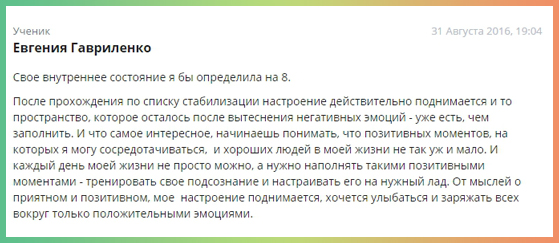 Ученик
31 Августа 2016, 19:04
Евгения Гавриленко
Свое внутреннее состояние я бы определила на 8.
После прохождения по списку стабилизации настроение действительно поднимается и то
пространство, которое осталось после вытеснения негативных эмоций - уже есть, чем
заполнить. И что самое интересное, начинаешь понимать, что позитивных моментов, на
которых я могу сосредотачиваться, и хороших людей в моей жизни не так уж и мало. И
каждый день моей жизни не просто можно, а нужно наполнять такими позитивными
моментами - тренировать свое подсознание и настраивать его на нужный лад. От мыслей о
приятном и позитивном, мое настроение поднимается, хочется улыбаться и заряжать всех
вокруг только положительными эмоциями.